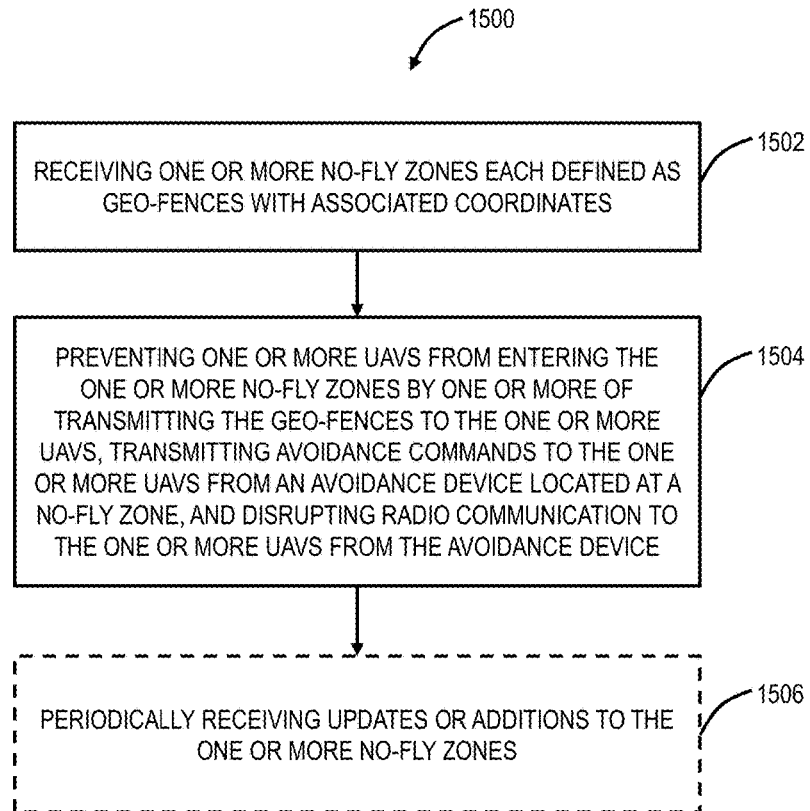 1500
RECEIVING ONE OR MORE NO-FLY ZONES EACH DEFINED AS
GEO-FENCES WITH ASSOCIATED COORDINATES
1502
PREVENTING ONE OR MORE UAVS FROM ENTERING THE
ONE OR MORE NO-FLY ZONES BY ONE OR MORE OF
TRANSMITTING THE GEO-FENCES TO THE ONE OR MORE
UAVS, TRANSMITTING AVOIDANCE COMMANDS TO THE ONE
OR MORE UAVS FROM AN AVOIDANCE DEVICE LOCATED AT A
NO-FLY ZONE, AND DISRUPTING RADIO COMMUNICATION TO
THE ONE OR MORE UAVS FROM THE AVOIDANCE DEVICE
1504
PERIODICALLY RECEIVING UPDATES OR ADDITIONS TO THE
ONE OR MORE NO-FLY ZONES
1506